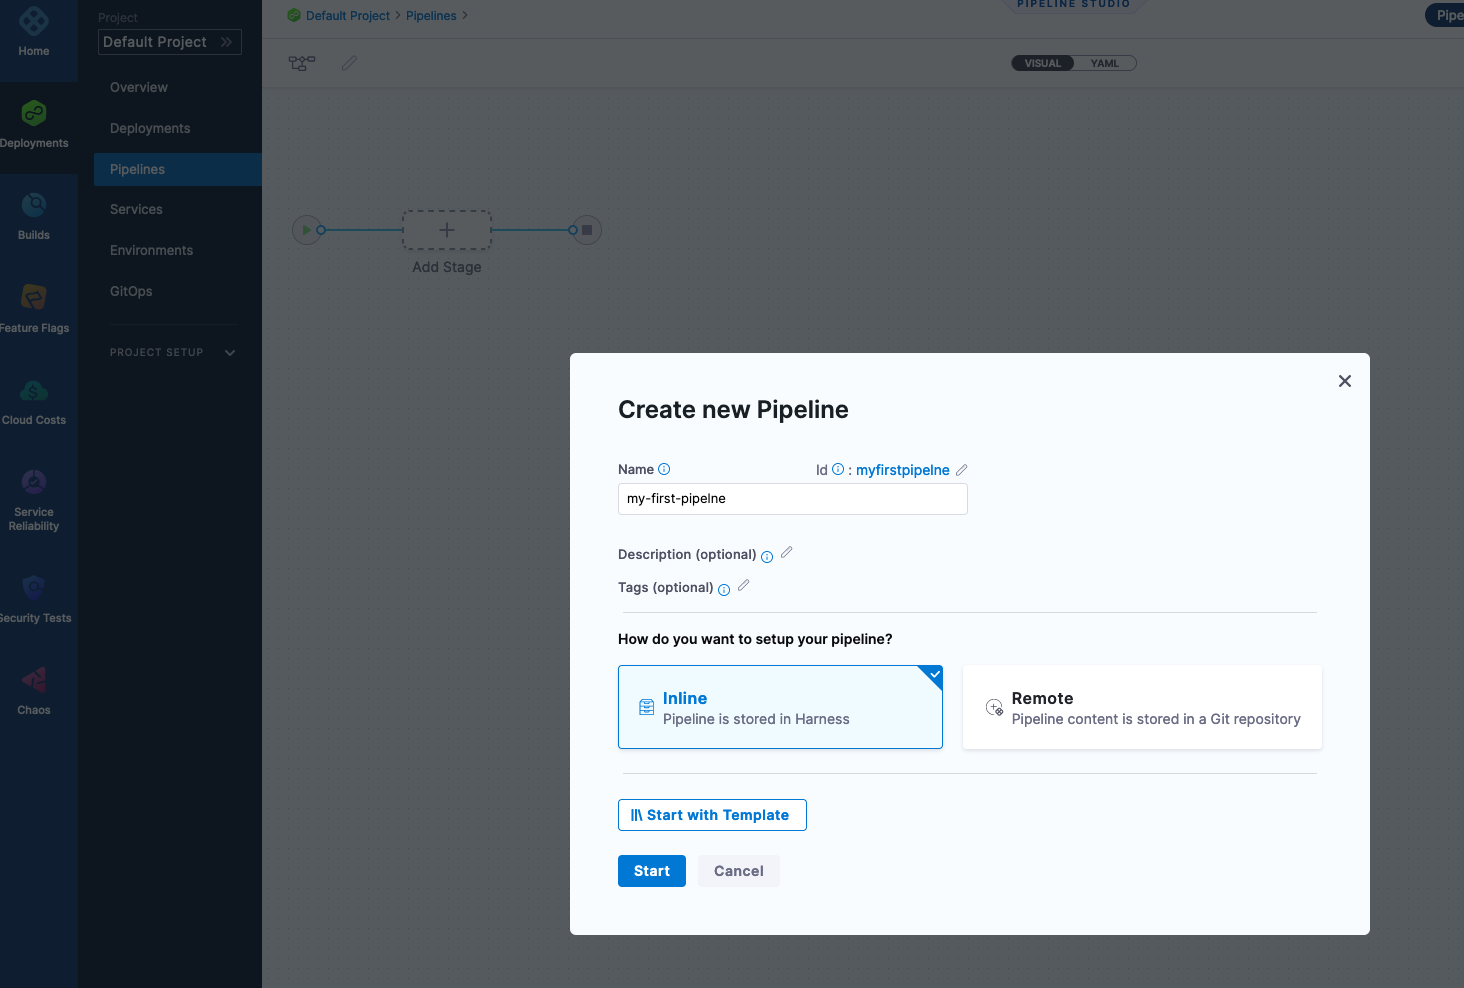 Home
Deployments
Builds
Feature Flags
Cloud Costs
Service
Reliability
Security Tests
Chaos
Project
Default Project
Overview
Deployments
Pipelines
Services
Environments
GitOps
PROJECT SETUP
Default Project > Pipelines >
PIPELINE STUDIO
Pipe
VISUAL
YAML
Add Stage
Create new Pipeline
Name
Id : myfirstpipelne
my-first-pipelne
Description (optional)
Tags (optional)
How do you want to setup your pipeline?
Inline
Pipeline is stored in Harness
Remote
Pipeline content is stored in a Git repository
Start with Template
Start
Cancel